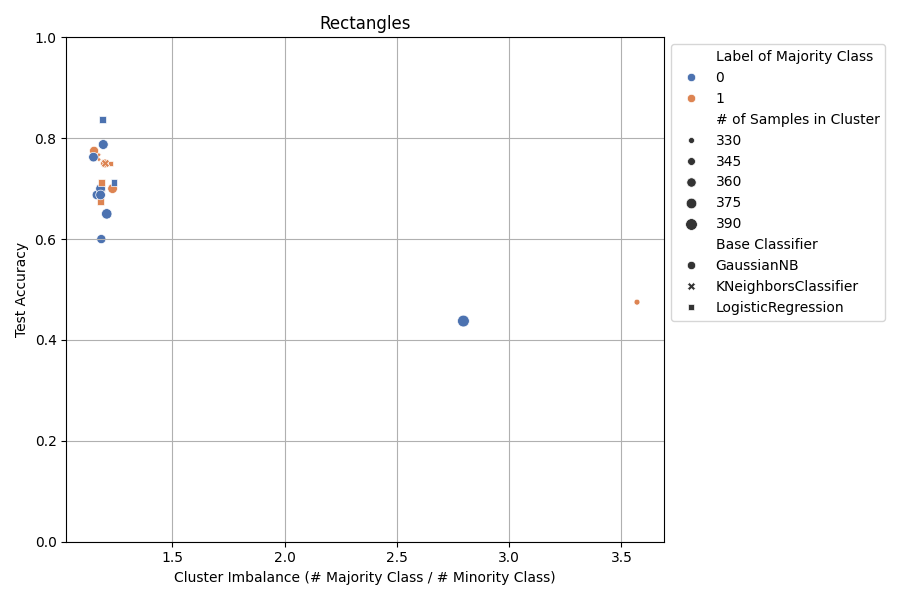 Rectangles
Test Accuracy
1.0
0.8
0.6
0.4
0.2
0.0
1.5
2.0
2.5
3.0
3.5
Cluster Imbalance (# Majority Class / # Minority Class)
Label of Majority Class
0
1
# of Samples in Cluster
330
345
360
375
390
Base Classifier
GaussianNB
KNeighborsClassifier
LogisticRegression